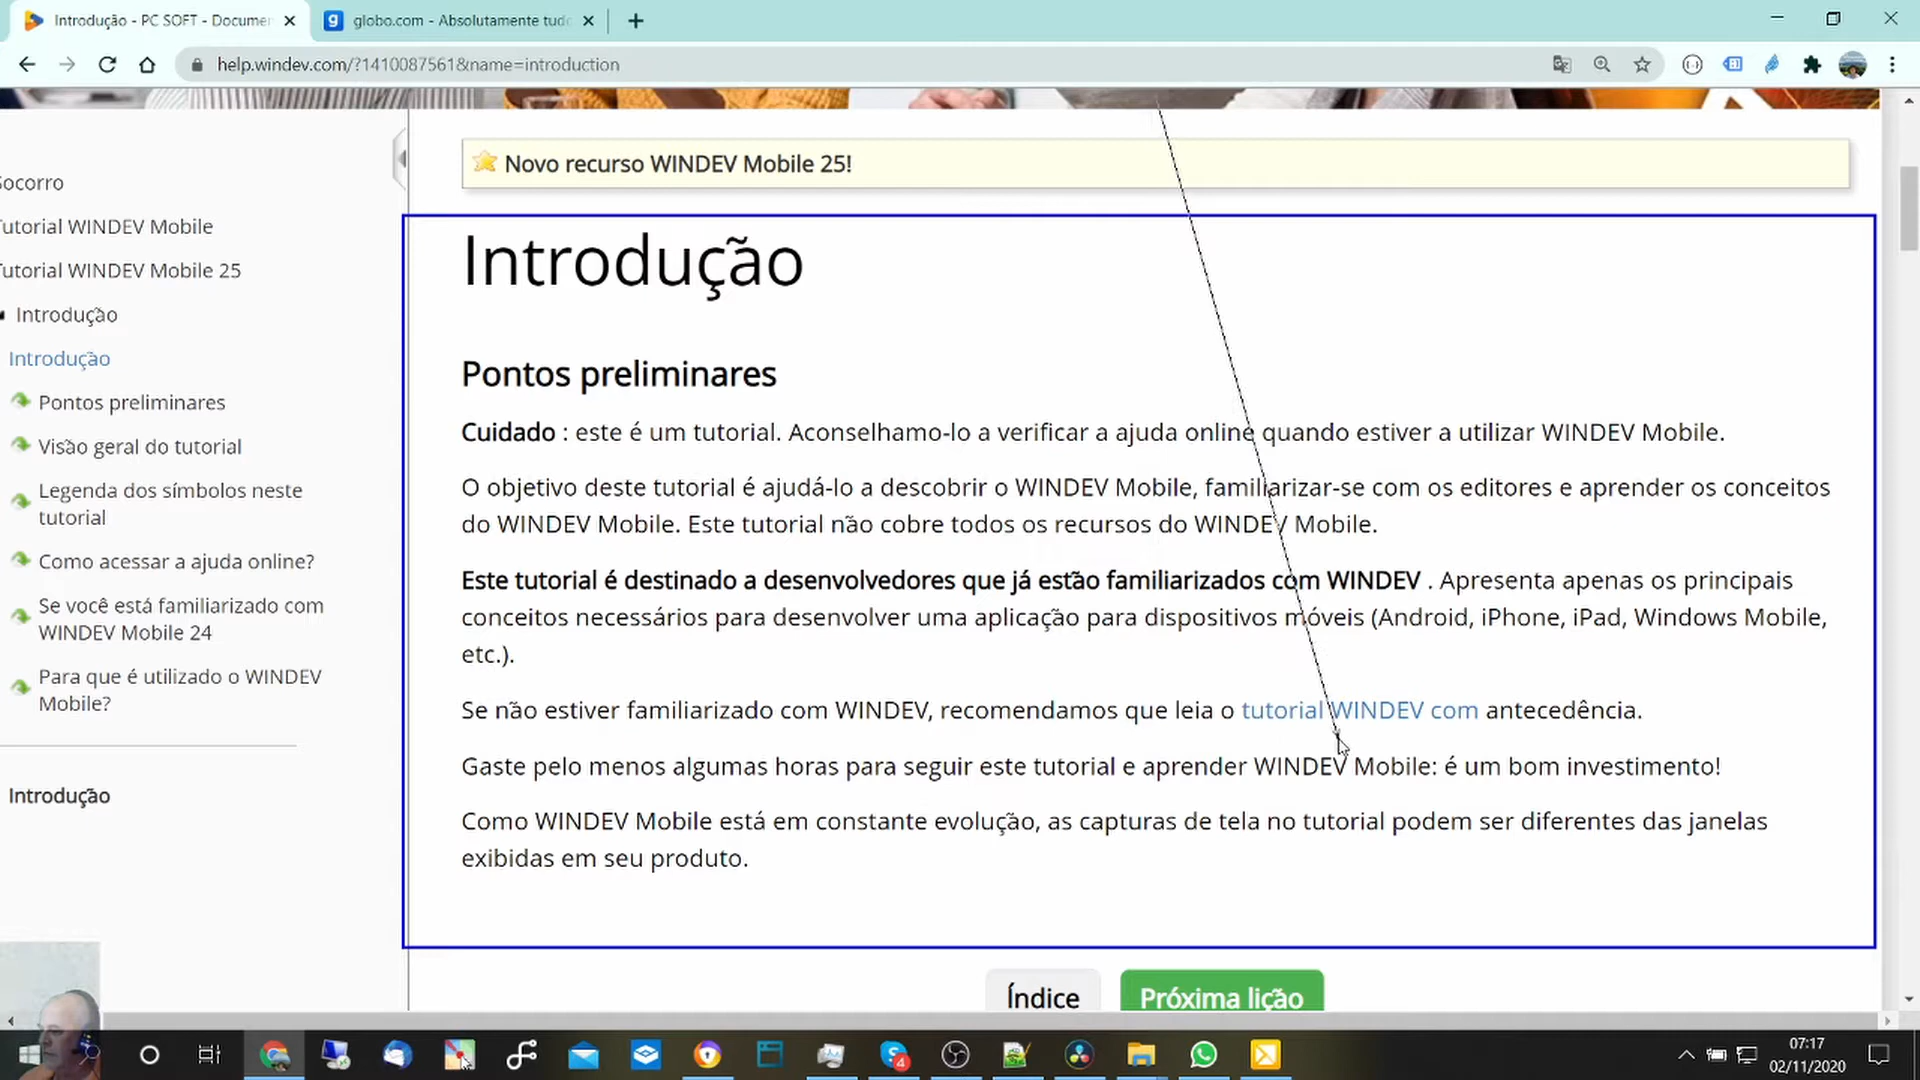 Introdução - PC SOFT - Documen
globo.com - Absolutamente tudo
help.windev.com/?1410087561&name=introduction
Novo recurso WINDEV Mobile 25!
Socorro
Tutorial WINDEV Mobile
Tutorial WINDEV Mobile 25
Introdução
Introdução
Pontos preliminares
Visão geral do tutorial
Legenda dos símbolos neste
tutorial
Como acessar a ajuda online?
Se você está familiarizado com
WINDEV Mobile 24
Para que é utilizado o WINDEV
Mobile?
Introdução
Introdução
Pontos preliminares
Cuidado : este é um tutorial. Aconselhamo-lo a verificar a ajuda online quando estiver a utilizar WINDEV Mobile.
O objetivo deste tutorial é ajudá-lo a descobrir o WINDEV Mobile, familiarizar-se com os editores e aprender os conceitos
do WINDEV Mobile. Este tutorial não cobre todos os recursos do WINDEV Mobile.
Este tutorial é destinado a desenvolvedores que já estão familiarizados com WINDEV . Apresenta apenas os principais
conceitos necessários para desenvolver uma aplicação para dispositivos móveis (Android, iPhone, iPad, Windows Mobile,
etc.).
Se não estiver familiarizado com WINDEV, recomendamos que leia o tutorial WINDEV com antecedência.
Gaste pelo menos algumas horas para seguir este tutorial e aprender WINDEV Mobile: é um bom investimento!
Como WINDEV Mobile está em constante evolução, as capturas de tela no tutorial podem ser diferentes das janelas
exibidas em seu produto.
Índice
Próxima lição
4
07:17
02/11/2020